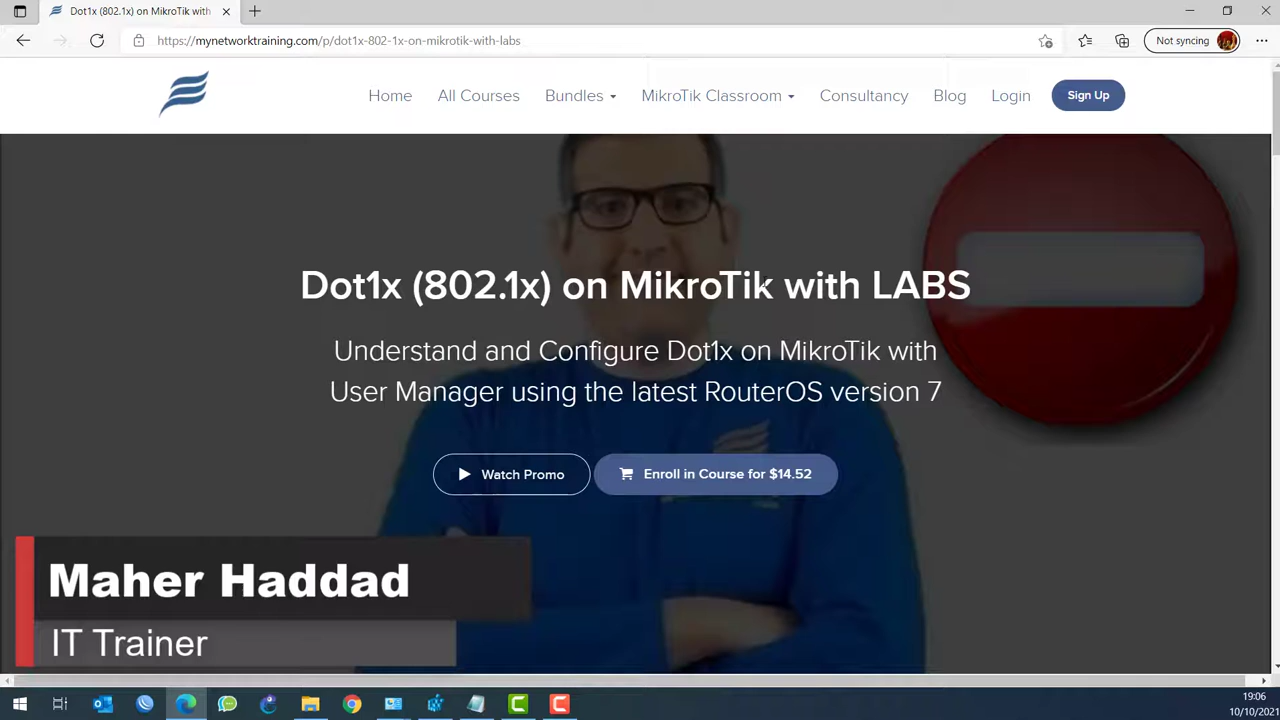 Dot1x (802.1x) on MikroTik with
https://mynetworktraining.com/p/dot1x-802-1x-on-mikrotik-with-labs
Not syncing
Home All Courses Bundles MikroTik Classroom Consultancy Blog Login Sign Up
Dot1x (802.1x) on MikroTik with LABS
Understand and Configure Dot1x on MikroTik with
User Manager using the latest RouterOS version 7
Watch Promo Enroll in Course for $14.52
Maher Haddad
IT Trainer
19:06
10/10/2021